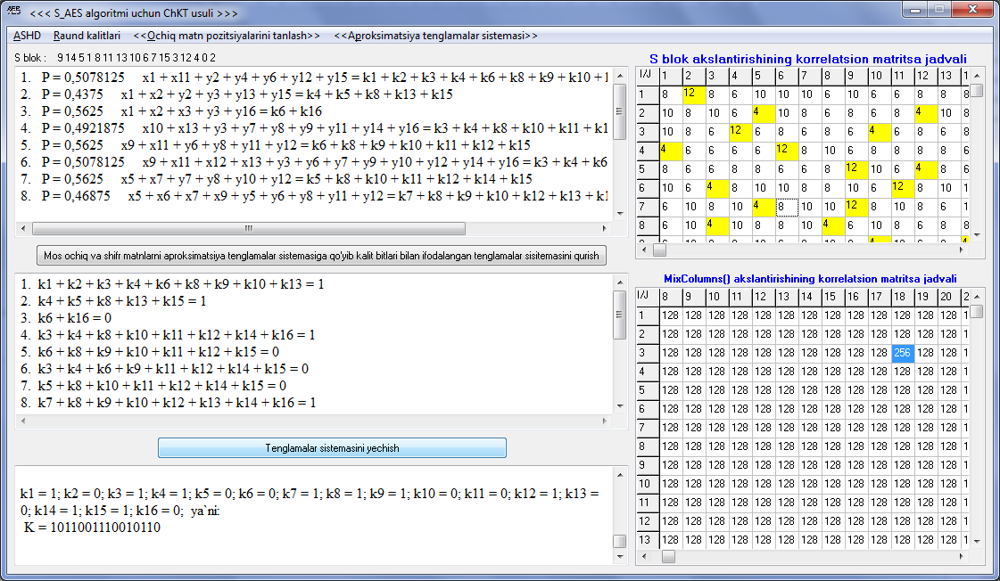 <<< S_AES algoritmi uchun ChKT usuli >>>
ASHD Raund kalitlari <<Ochiq matn pozitsiyalarini tanlash>> <<Aproksimatsiya tenglamalar sistemasi>>
S blok : 9 14 5 1 8 11 13 10 6 7 15 3 12 4 0 2
1. P = 0,5078125 x1 + x11 + y2 + y4 + y6 + y12 + y15 = k1 + k2 + k3 + k4 + k6 + k8 + k9 + k10 + 1
2. P = 0,4375 x1 + x2 + y2 + y3 + y13 + y15 = k4 + k5 + k8 + k13 + k15
3. P = 0,5625 x1 + x2 + x3 + y3 + y16 = k6 + k16
4. P = 0,4921875 x10 + x13 + y3 + y7 + y8 + y9 + y11 + y14 + y16 = k3 + k4 + k8 + k10 + k11 + k1
5. P = 0,5625 x9 + x11 + y6 + y8 + y11 + y12 = k6 + k8 + k9 + k10 + k11 + k12 + k15
6. P = 0,5078125 x9 + x11 + x12 + x13 + y3 + y6 + y7 + y9 + y10 + y12 + y14 + y16 = k3 + k4 + k6
7. P = 0,5625 x5 + x7 + y7 + y8 + y10 + y12 = k5 + k8 + k10 + k11 + k12 + k14 + k15
8. P = 0,46875 x5 + x6 + x7 + x9 + y5 + y6 + y8 + y11 + y12 = k7 + k8 + k9 + k10 + k12 + k13 + k1
Mos ochiq va shifr matnlarni aproksimatsiya tenglamalar sistemasiga qo'yib kalit bitlari bilan ifodalangan tenglamalar sisitemasini qurish
1. k1 + k2 + k3 + k4 + k6 + k8 + k9 + k10 + k13 = 1
2. k4 + k5 + k8 + k13 + k15 = 1
3. k6 + k16 = 0
4. k3 + k4 + k8 + k10 + k11 + k12 + k14 + k16 = 1
5. k6 + k8 + k9 + k10 + k11 + k12 + k15 = 0
6. k3 + k4 + k6 + k9 + k11 + k12 + k14 + k15 = 0
7. k5 + k8 + k10 + k11 + k12 + k14 + k15 = 0
8. k7 + k8 + k9 + k10 + k12 + k13 + k14 + k16 = 1
Tenglamalar sistemasini yechish
k1 = 1; k2 = 0; k3 = 1; k4 = 1; k5 = 0; k6 = 0; k7 = 1; k8 = 1; k9 = 1; k10 = 0; k11 = 0; k12 = 1; k13 =
0; k14 = 1; k15 = 1; k16 = 0; ya`ni:
K = 1011001110010110
S blok akslantirishining korrelatsion matritsa jadvali
I/J 1 2 3 4 5 6 7 8 9 10 11 12 13 1
1 8 12 8 6 10 10 10 6 10 6 6 8 8 8
2 10 8 10 6 4 10 8 6 8 6 8 4 10 8
3 10 8 6 12 6 8 8 6 6 4 6 8 8 6
4 4 6 6 6 6 12 8 10 6 8 8 8 8 6
5 8 6 8 8 6 6 6 8 12 10 6 4 8 6
6 10 6 4 8 10 10 8 8 10 6 12 8 10 1
7 6 10 8 10 4 8 10 10 12 8 10 8 6 1
8 6 10 4 10 8 8 10 4 6 10 8 6 8 8
MixColumns() akslantirishining korrelatsion matritsa jadvali
I/J 8 9 10 11 12 13 14 15 16 17 18 19 20 2
1 128 128 128 128 128 128 128 128 128 128 128 128 128 1
2 128 128 128 128 128 128 128 128 128 128 128 128 128 1
3 128 128 128 128 128 128 128 128 128 128 256 128 128 1
4 128 128 128 128 128 128 128 128 128 128 128 128 128 1
5 128 128 128 128 128 128 128 128 128 128 128 128 128 1
6 128 128 128 128 128 128 128 128 128 128 128 128 128 1
7 128 128 128 128 128 128 128 128 128 128 128 128 128 1
8 128 128 128 128 128 128 128 128 128 128 128 128 128 1
9 128 128 128 128 128 128 128 128 128 128 128 128 128 1
10 128 128 128 128 128 128 128 128 128 128 128 128 128 1
11 128 128 128 128 128 128 128 128 128 128 128 128 128 1
12 128 128 128 128 128 128 128 128 128 128 128 128 128 1
13 128 128 128 128 128 128 128 128 128 128 128 128 128 1